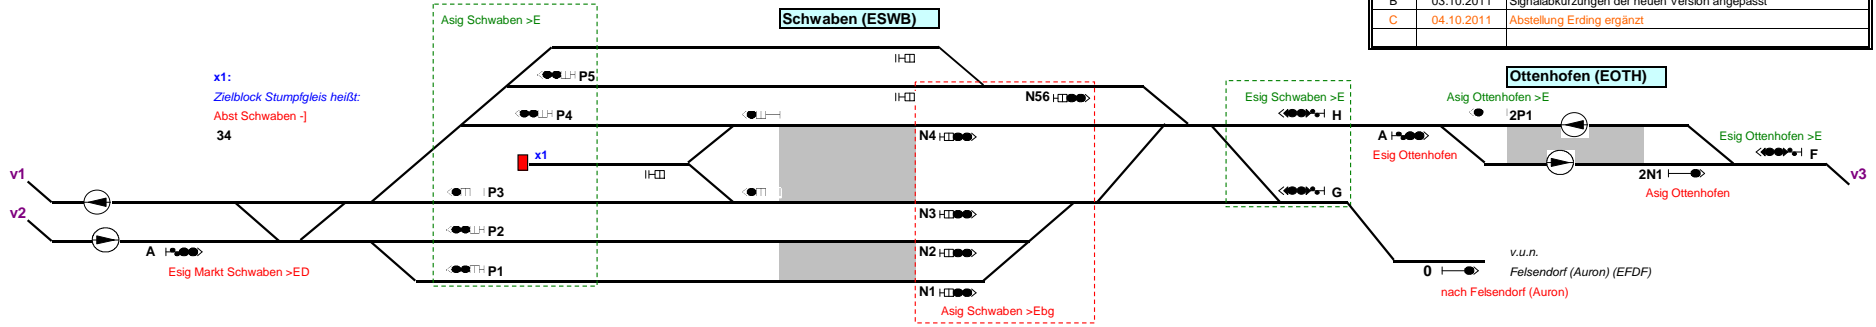 B 03.10.2011 Signalabkürzungen der neuen Version angepasst
C 04.10.2011 Abstellung Erding ergänzt
Asig Schwaben >E
Schwaben (ESWB)
x1:
Zielblock Stumpfgleis heißt:
Abst Schwaben -]
34
P5
P4
N56
Esig Schwaben >E
H
Ottenhofen (EOTH)
Asig Ottenhofen >E
2P1
A
Esig Ottenhofen
Esig Ottenhofen >E
F
N4
x1
v1
v2
P3
P2
P1
N3
N2
N1
G
2N1
Asig Ottenhofen
v3
A
Esig Markt Schwaben >ED
Asig Schwaben >Ebg
0
v.u.n.
Felsendorf (Auron) (EFDF)
nach Felsendorf (Auron)